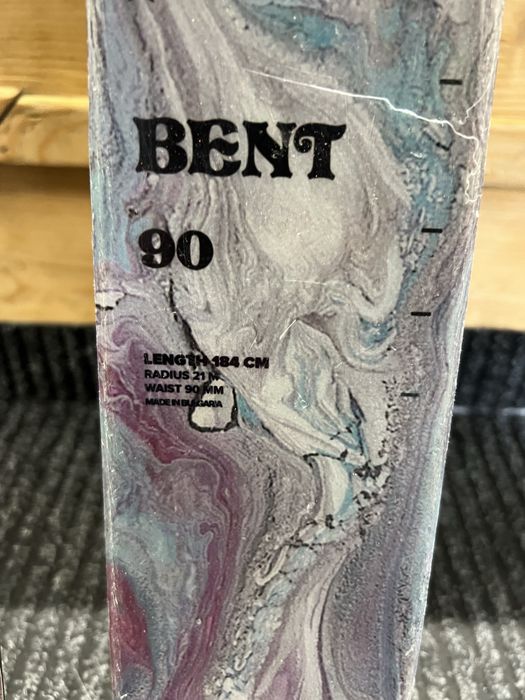 BENT
90
LENGTH 184 CM
RADIUS 21 M
WAIST 90 MM
MADE IN BULGARIA